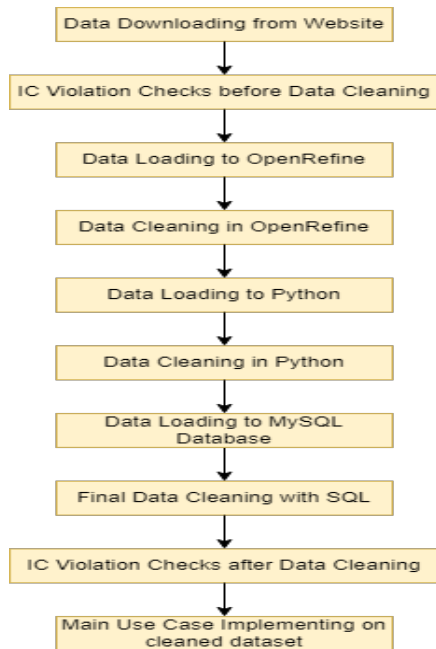 Data Downloading from Website
IC Violation Checks before Data Cleaning
Data Loading to OpenRefine
Data Cleaning in OpenRefine
Data Loading to Python
Data Cleaning in Python
Data Loading to MySQL
Database
Final Data Cleaning with SQL
IC Violation Checks after Data Cleaning
Main Use Case Implementing on
cleaned dataset